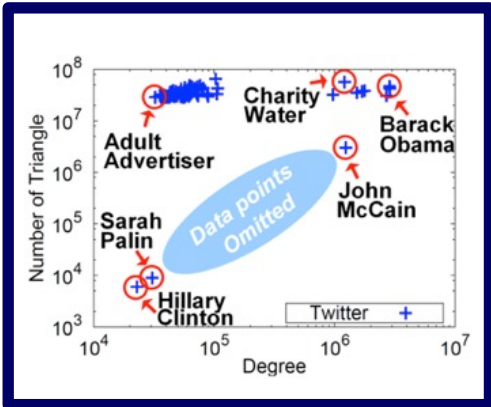 10^8
10^7
10^6
10^5
10^4
10^3
Number of Triangle
Charity
Water
Barack
Obama
Adult
Advertiser
John
McCain
Data points
Omitted
Sarah
Palin
Hillary
Clinton
Twitter
10^4
10^5
10^6
10^7
Degree